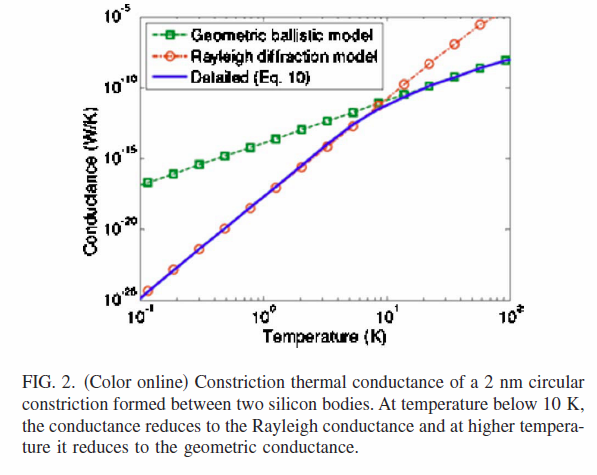 10⁻⁵
Geometric ballistic model
Rayleigh diffraction model
Detailed (Eq. 10)
10⁻¹⁰
10⁻¹⁵
10⁻²⁰
10⁻²⁵
Conductance (W/K)
10⁻¹ 10⁰ 10¹ 10²
Temperature (K)
FIG. 2. (Color online) Constriction thermal conductance of a 2 nm circular
constriction formed between two silicon bodies. At temperature below 10 K,
the conductance reduces to the Rayleigh conductance and at higher tempera-
ture it reduces to the geometric conductance.